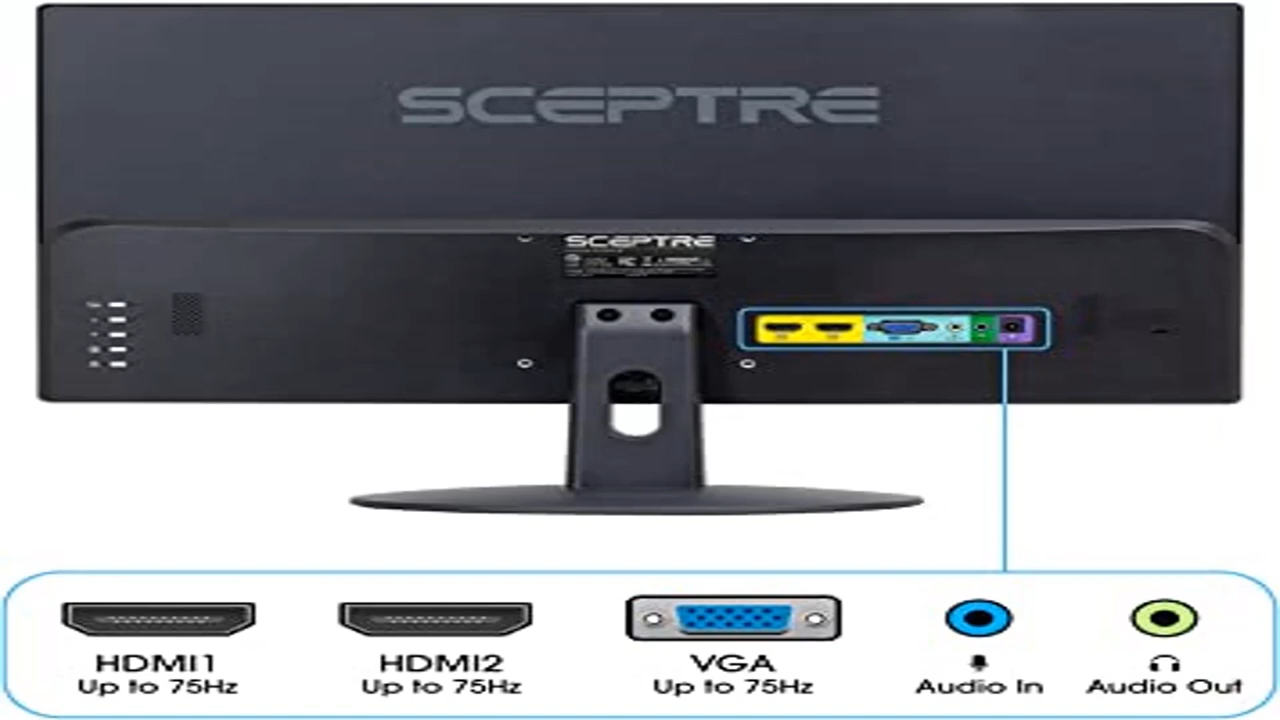 SCEPTRE
SCEPTRE
HDMI1
Up to 75Hz
HDMI2
Up to 75Hz
VGA
Up to 75Hz
Audio In
Audio Out